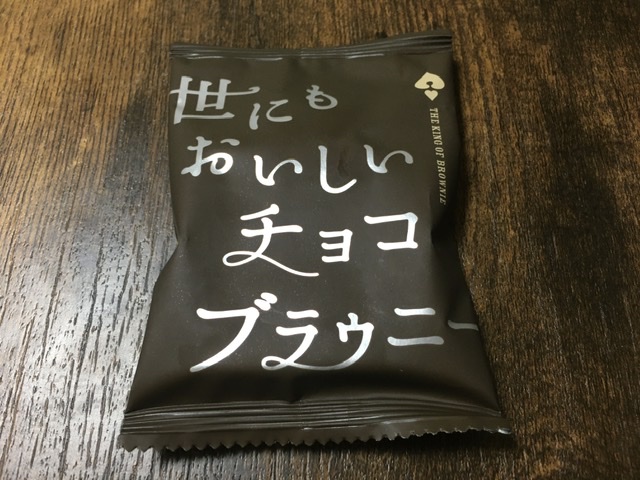 世にも
おいしい
チョコ
ブラウニー
THE KING OF BROWNIE